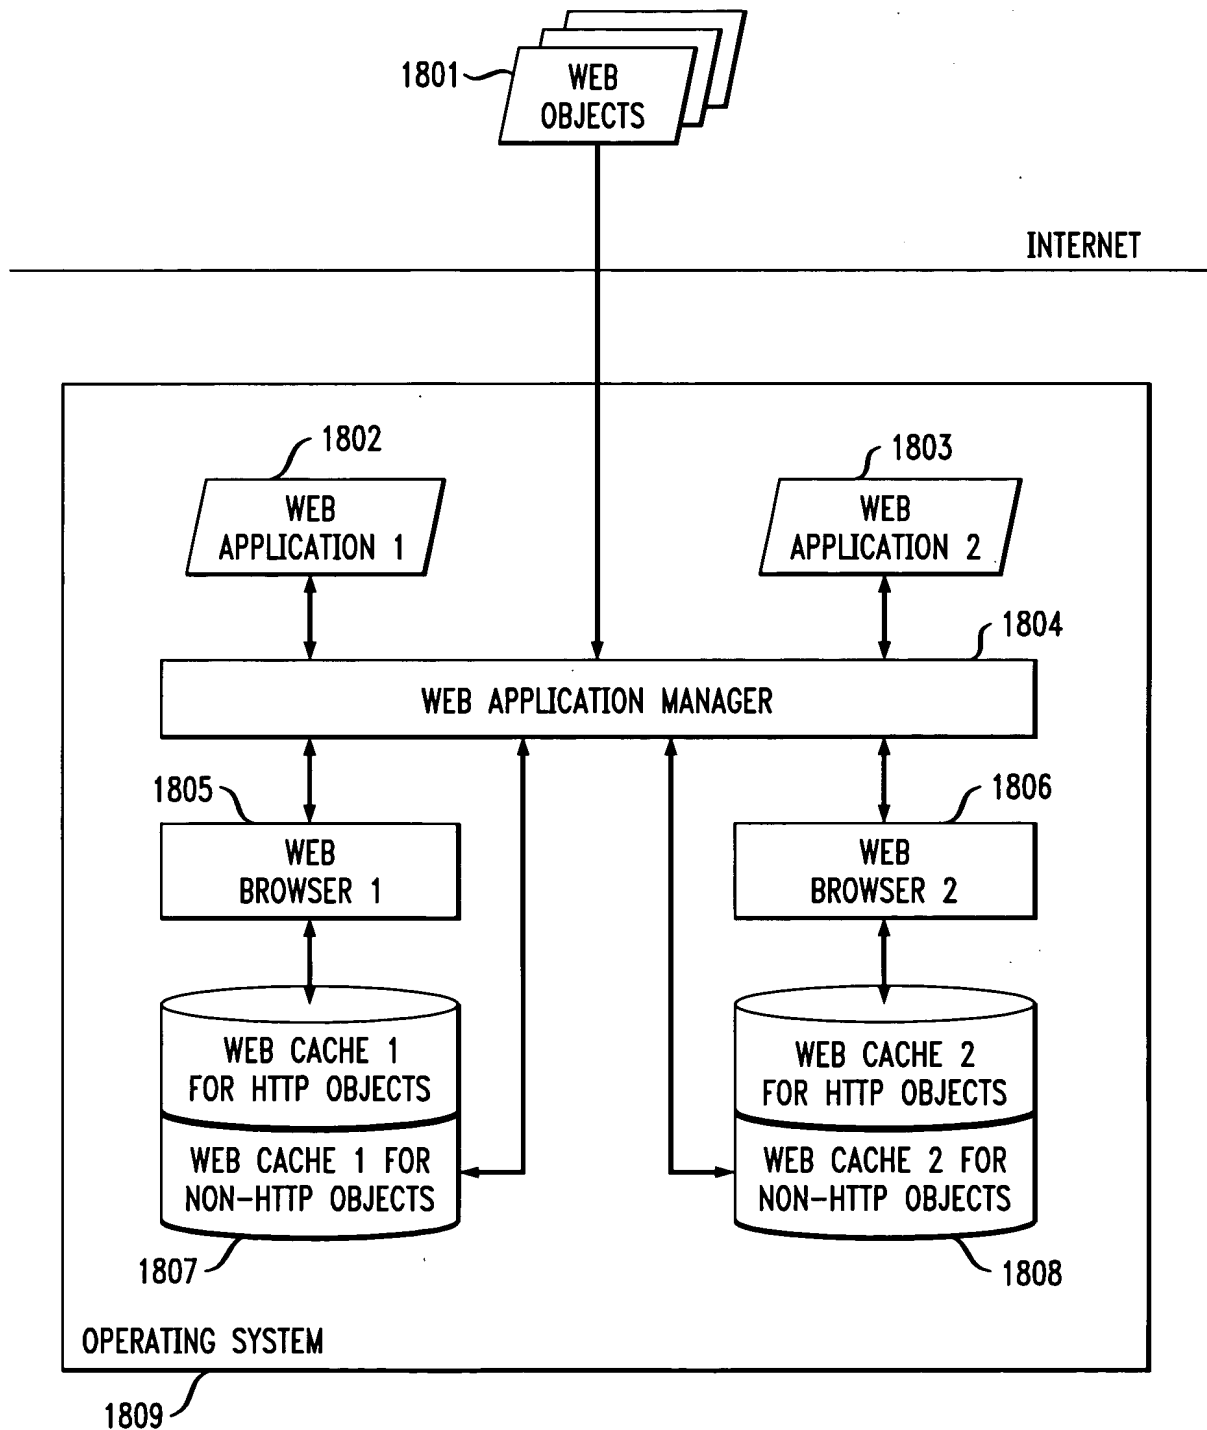 1801
WEB
OBJECTS
INTERNET
1802
1803
WEB
APPLICATION 1
WEB
APPLICATION 2
1804
WEB APPLICATION MANAGER
1805
1806
WEB
BROWSER 1
WEB
BROWSER 2
WEB CACHE 1
FOR HTTP OBJECTS
WEB CACHE 2
FOR HTTP OBJECTS
WEB CACHE 1 FOR
NON-HTTP OBJECTS
WEB CACHE 2 FOR
NON-HTTP OBJECTS
1807
1808
OPERATING SYSTEM
1809